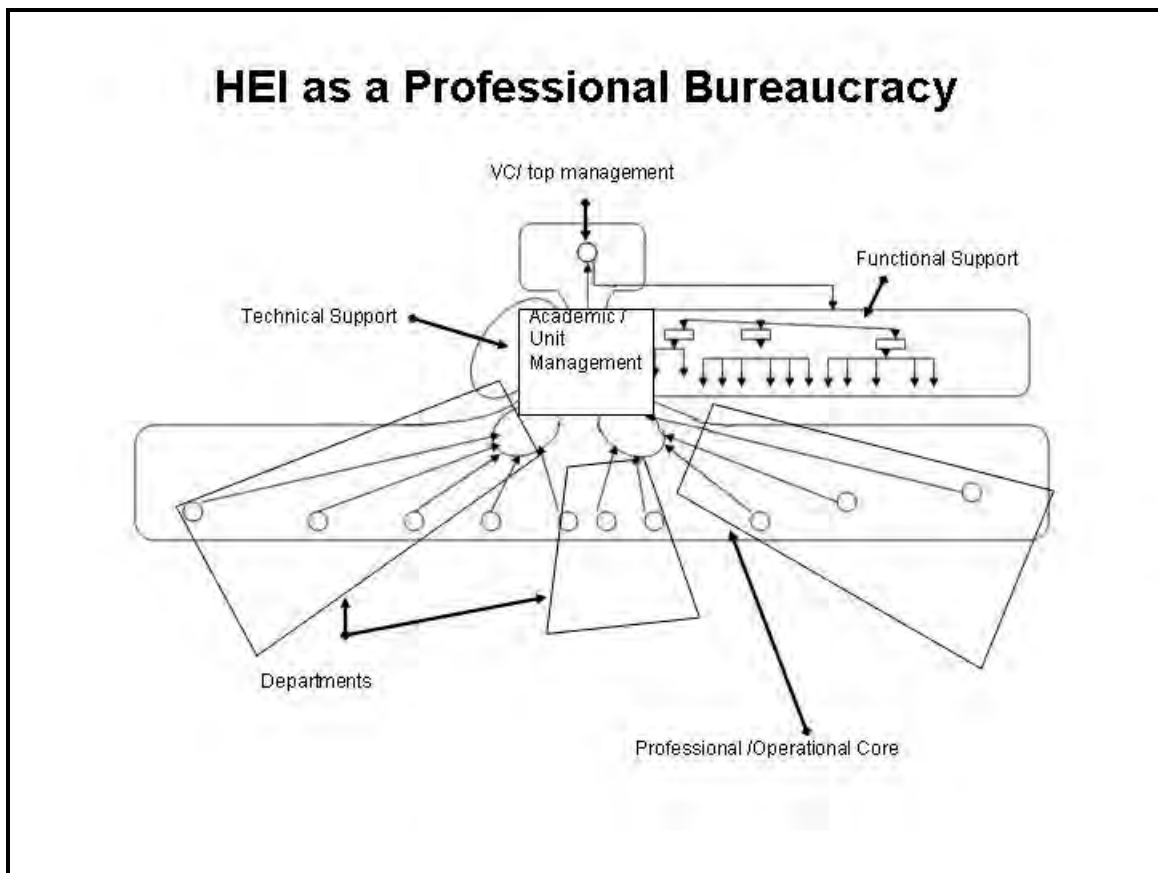 HEI as a Professional Bureaucracy
VC/ top management
Functional Support
Technical Support
Academic /
Unit
Management
Departments
Professional /Operational Core